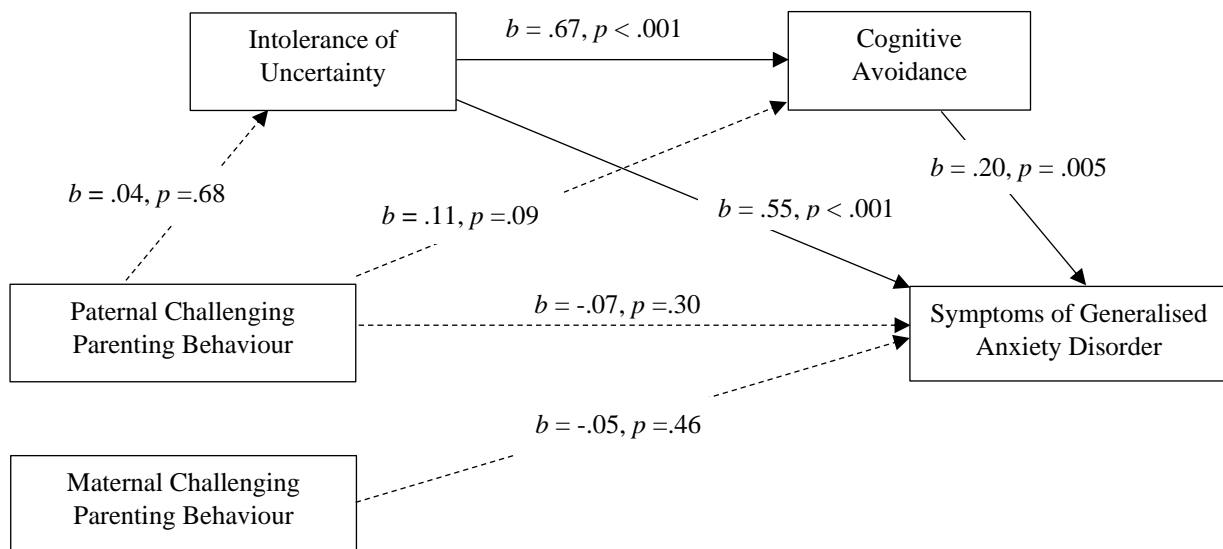 Intolerance of
Uncertainty
b = .67, p < .001
Cognitive
Avoidance
b = .04, p =.68
b = .11, p =.09
b = .55, p < .001
b = .20, p = .005
Paternal Challenging
Parenting Behaviour
b = -.07, p =.30
Symptoms of Generalised
Anxiety Disorder
b = -.05, p =.46
Maternal Challenging
Parenting Behaviour